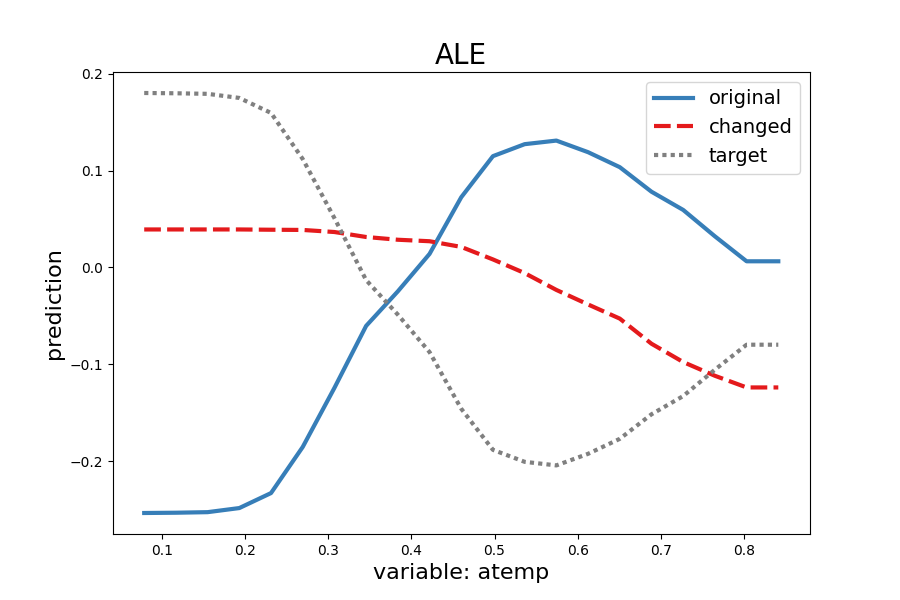 ALE
original
changed
target
0.2
0.1
0.0
−0.1
−0.2
prediction
0.1 0.2 0.3 0.4 0.5 0.6 0.7 0.8
variable: atemp